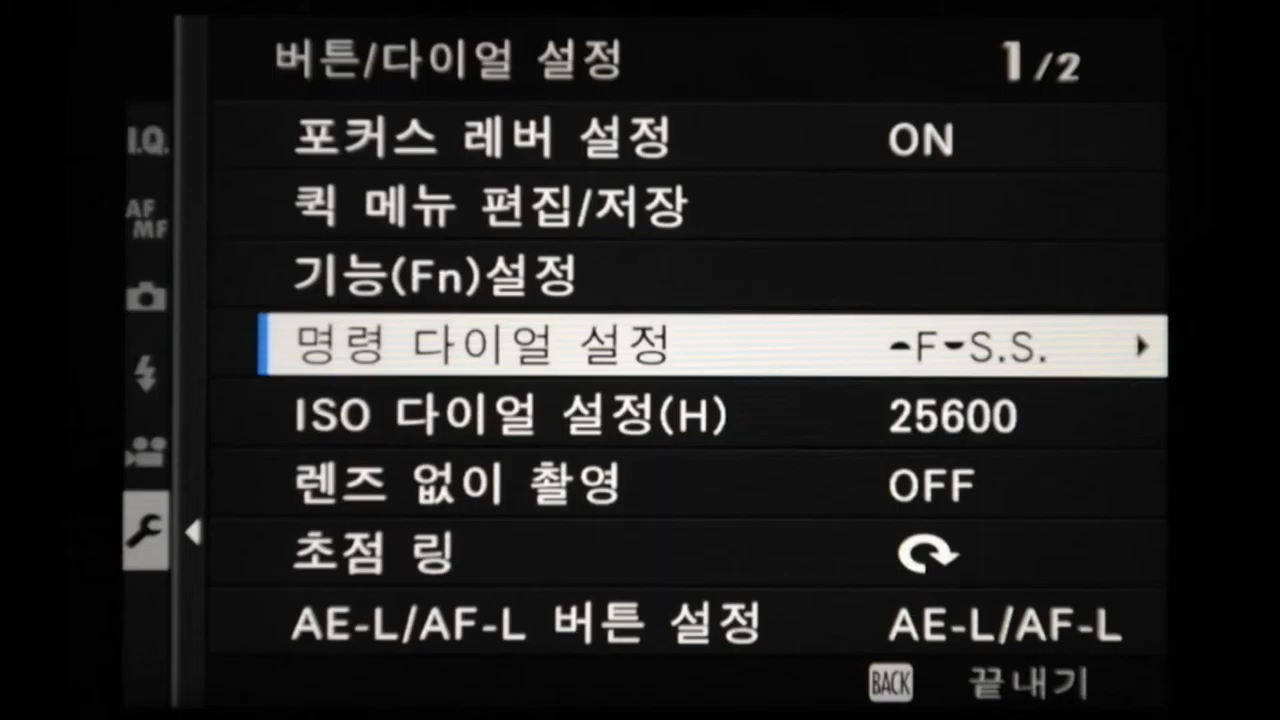 버튼/다이얼 설정 1/2
I.Q.
포커스 레버 설정 ON
AF
MF
퀵 메뉴 편집/저장
기능(Fn)설정
명령 다이얼 설정 F S.S.
ISO 다이얼 설정(H) 25600
렌즈 없이 촬영 OFF
초점 링
AE-L/AF-L 버튼 설정 AE-L/AF-L
BACK 끝내기